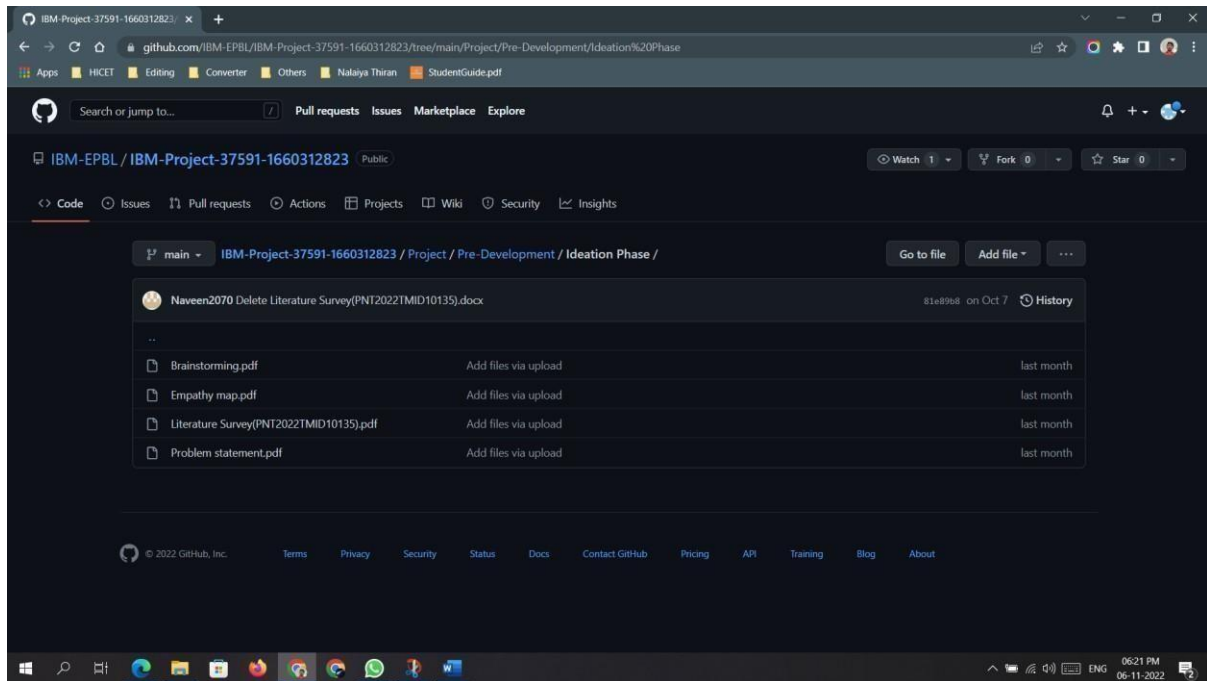 IBM-Project-37591-1660312823/
github.com/IBM-EPBL/IBM-Project-37591-1660312823/tree/main/Project/Pre-Development/Ideation%20Phase
Apps HICET Editing Converter Others Nalaiya Thiran StudentGuide.pdf
Search or jump to... / Pull requests Issues Marketplace Explore
IBM-EPBL / IBM-Project-37591-1660312823 Public Watch 1 Fork 0 Star 0
Code Issues Pull requests Actions Projects Wiki Security Insights
main IBM-Project-37591-1660312823 / Project / Pre-Development / Ideation Phase / Go to file Add file ...
Naveen2070 Delete Literature Survey(PNT2022TMID10135).docx 81e89b8 on Oct 7 History
..
Brainstorming.pdf Add files via upload last month
Empathy map.pdf Add files via upload last month
Literature Survey(PNT2022TMID10135).pdf Add files via upload last month
Problem statement.pdf Add files via upload last month
© 2022 GitHub, Inc. Terms Privacy Security Status Docs Contact GitHub Pricing API Training Blog About
ENG 06:21 PM
06-11-2022 2